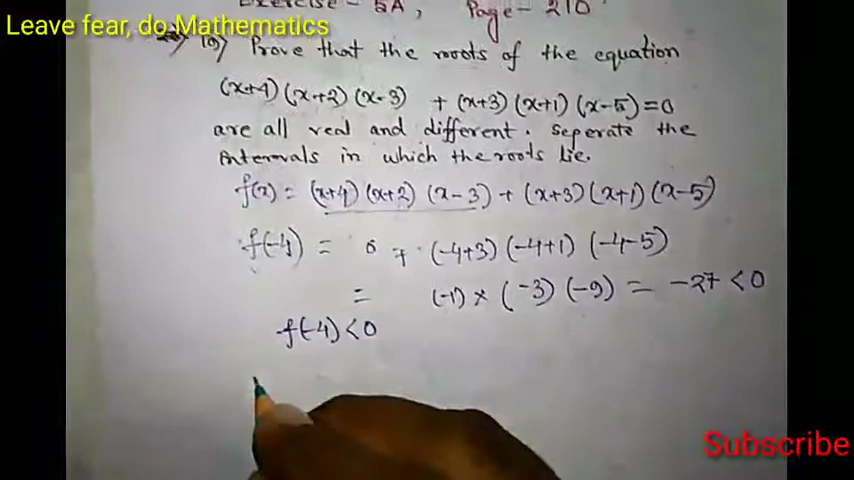 Exercise - 5A, Page - 210
Leave fear, do Mathematics
Prove that the roots of the equation
(x+4) (x+2) (x-3) + (x+3) (x+1) (x-5) = 0
are all real and different. Seperate the
intervals in which the roots lie.
f(x) = (x+4) (x+2) (x-3) + (x+3) (x+1) (x-5)
f(-4) = 0 + (-4+3) (-4+1) (-4-5)
= (-1) × (-3) (-9) = -27 < 0
f(-4) < 0
Subscribe